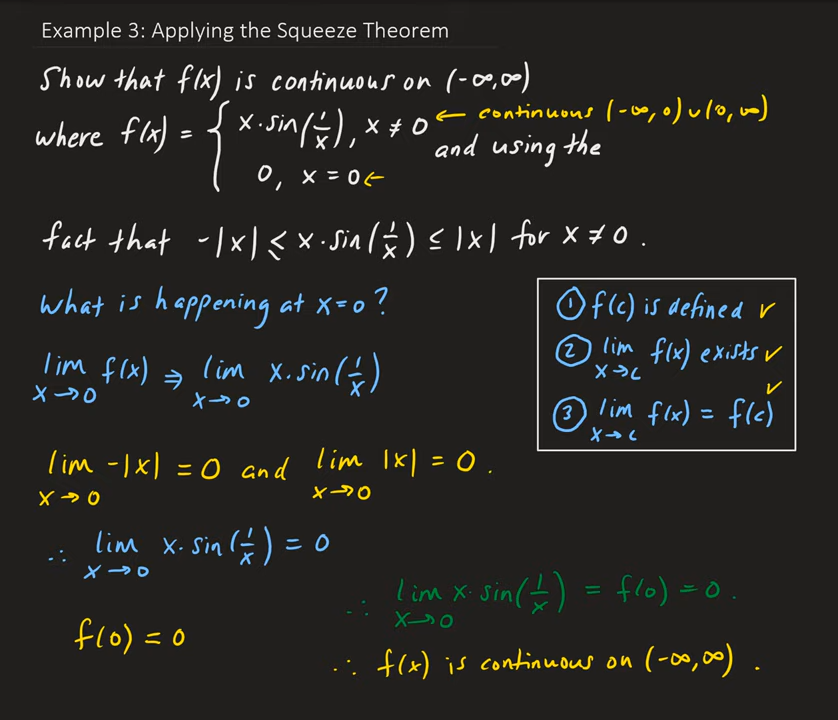 Example 3: Applying the Squeeze Theorem
Show that f(x) is continuous on (-∞,∞)
where f(x) = { x·sin(1/x), x ≠ 0 ← continuous (-∞,0)∪(0,∞)
0, x = 0 ←
and using the
fact that -|x| ≤ x·sin(1/x) ≤ |x| for x ≠ 0.
What is happening at x=0?
lim x→0 f(x) ⇒ lim x→0 x·sin(1/x)
① f(c) is defined ✓
② lim x→c f(x) exists ✓
③ lim x→c f(x) = f(c) ✓
lim x→0 -|x| = 0 and lim x→0 |x| = 0.
∴ lim x→0 x·sin(1/x) = 0
f(0) = 0
∴ lim x→0 x·sin(1/x) = f(0) = 0.
∴ f(x) is continuous on (-∞,∞).